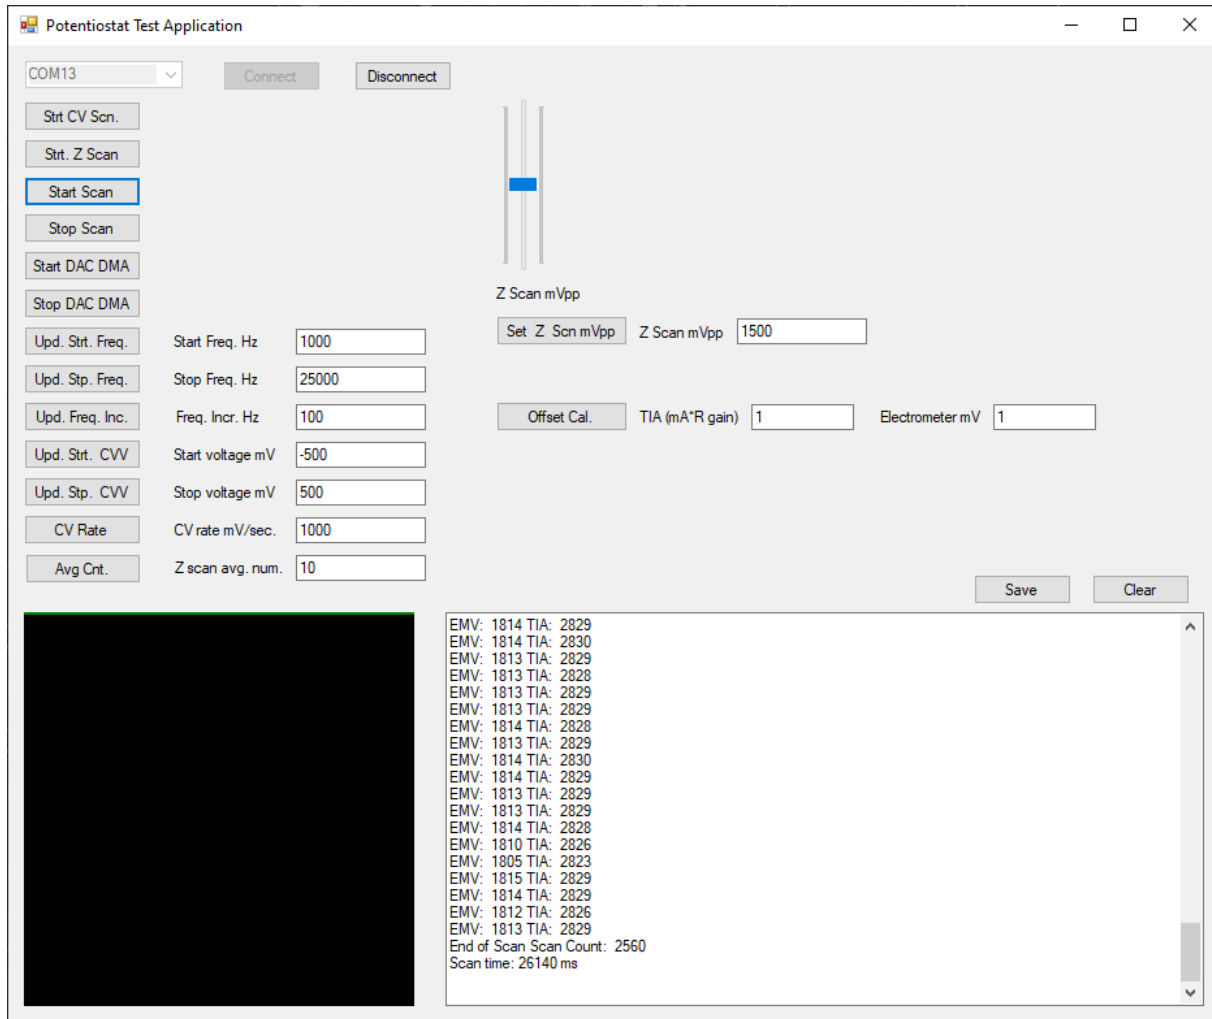 Potentiostat Test Application
COM13 Connect Disconnect
Strt CV Scn.
Strt. Z Scan
Start Scan
Stop Scan
Start DAC DMA
Stop DAC DMA
Z Scan mVpp
Upd. Strt. Freq. Start Freq. Hz 1000 Set Z Scn mVpp Z Scan mVpp 1500
Upd. Stp. Freq. Stop Freq. Hz 25000
Upd. Freq. Inc. Freq. Incr. Hz 100 Offset Cal. TIA (mA*R gain) 1 Electrometer mV 1
Upd. Strt. CVV Start voltage mV -500
Upd. Stp. CVV Stop voltage mV 500
CV Rate CV rate mV/sec. 1000
Avg Cnt. Z scan avg. num. 10
Save Clear
EMV: 1814 TIA: 2829
EMV: 1814 TIA: 2830
EMV: 1813 TIA: 2829
EMV: 1813 TIA: 2828
EMV: 1813 TIA: 2829
EMV: 1813 TIA: 2829
EMV: 1814 TIA: 2828
EMV: 1813 TIA: 2829
EMV: 1814 TIA: 2830
EMV: 1814 TIA: 2829
EMV: 1813 TIA: 2829
EMV: 1813 TIA: 2829
EMV: 1814 TIA: 2828
EMV: 1810 TIA: 2826
EMV: 1805 TIA: 2823
EMV: 1815 TIA: 2829
EMV: 1814 TIA: 2829
EMV: 1812 TIA: 2826
EMV: 1813 TIA: 2829
End of Scan Scan Count: 2560
Scan time: 26140 ms